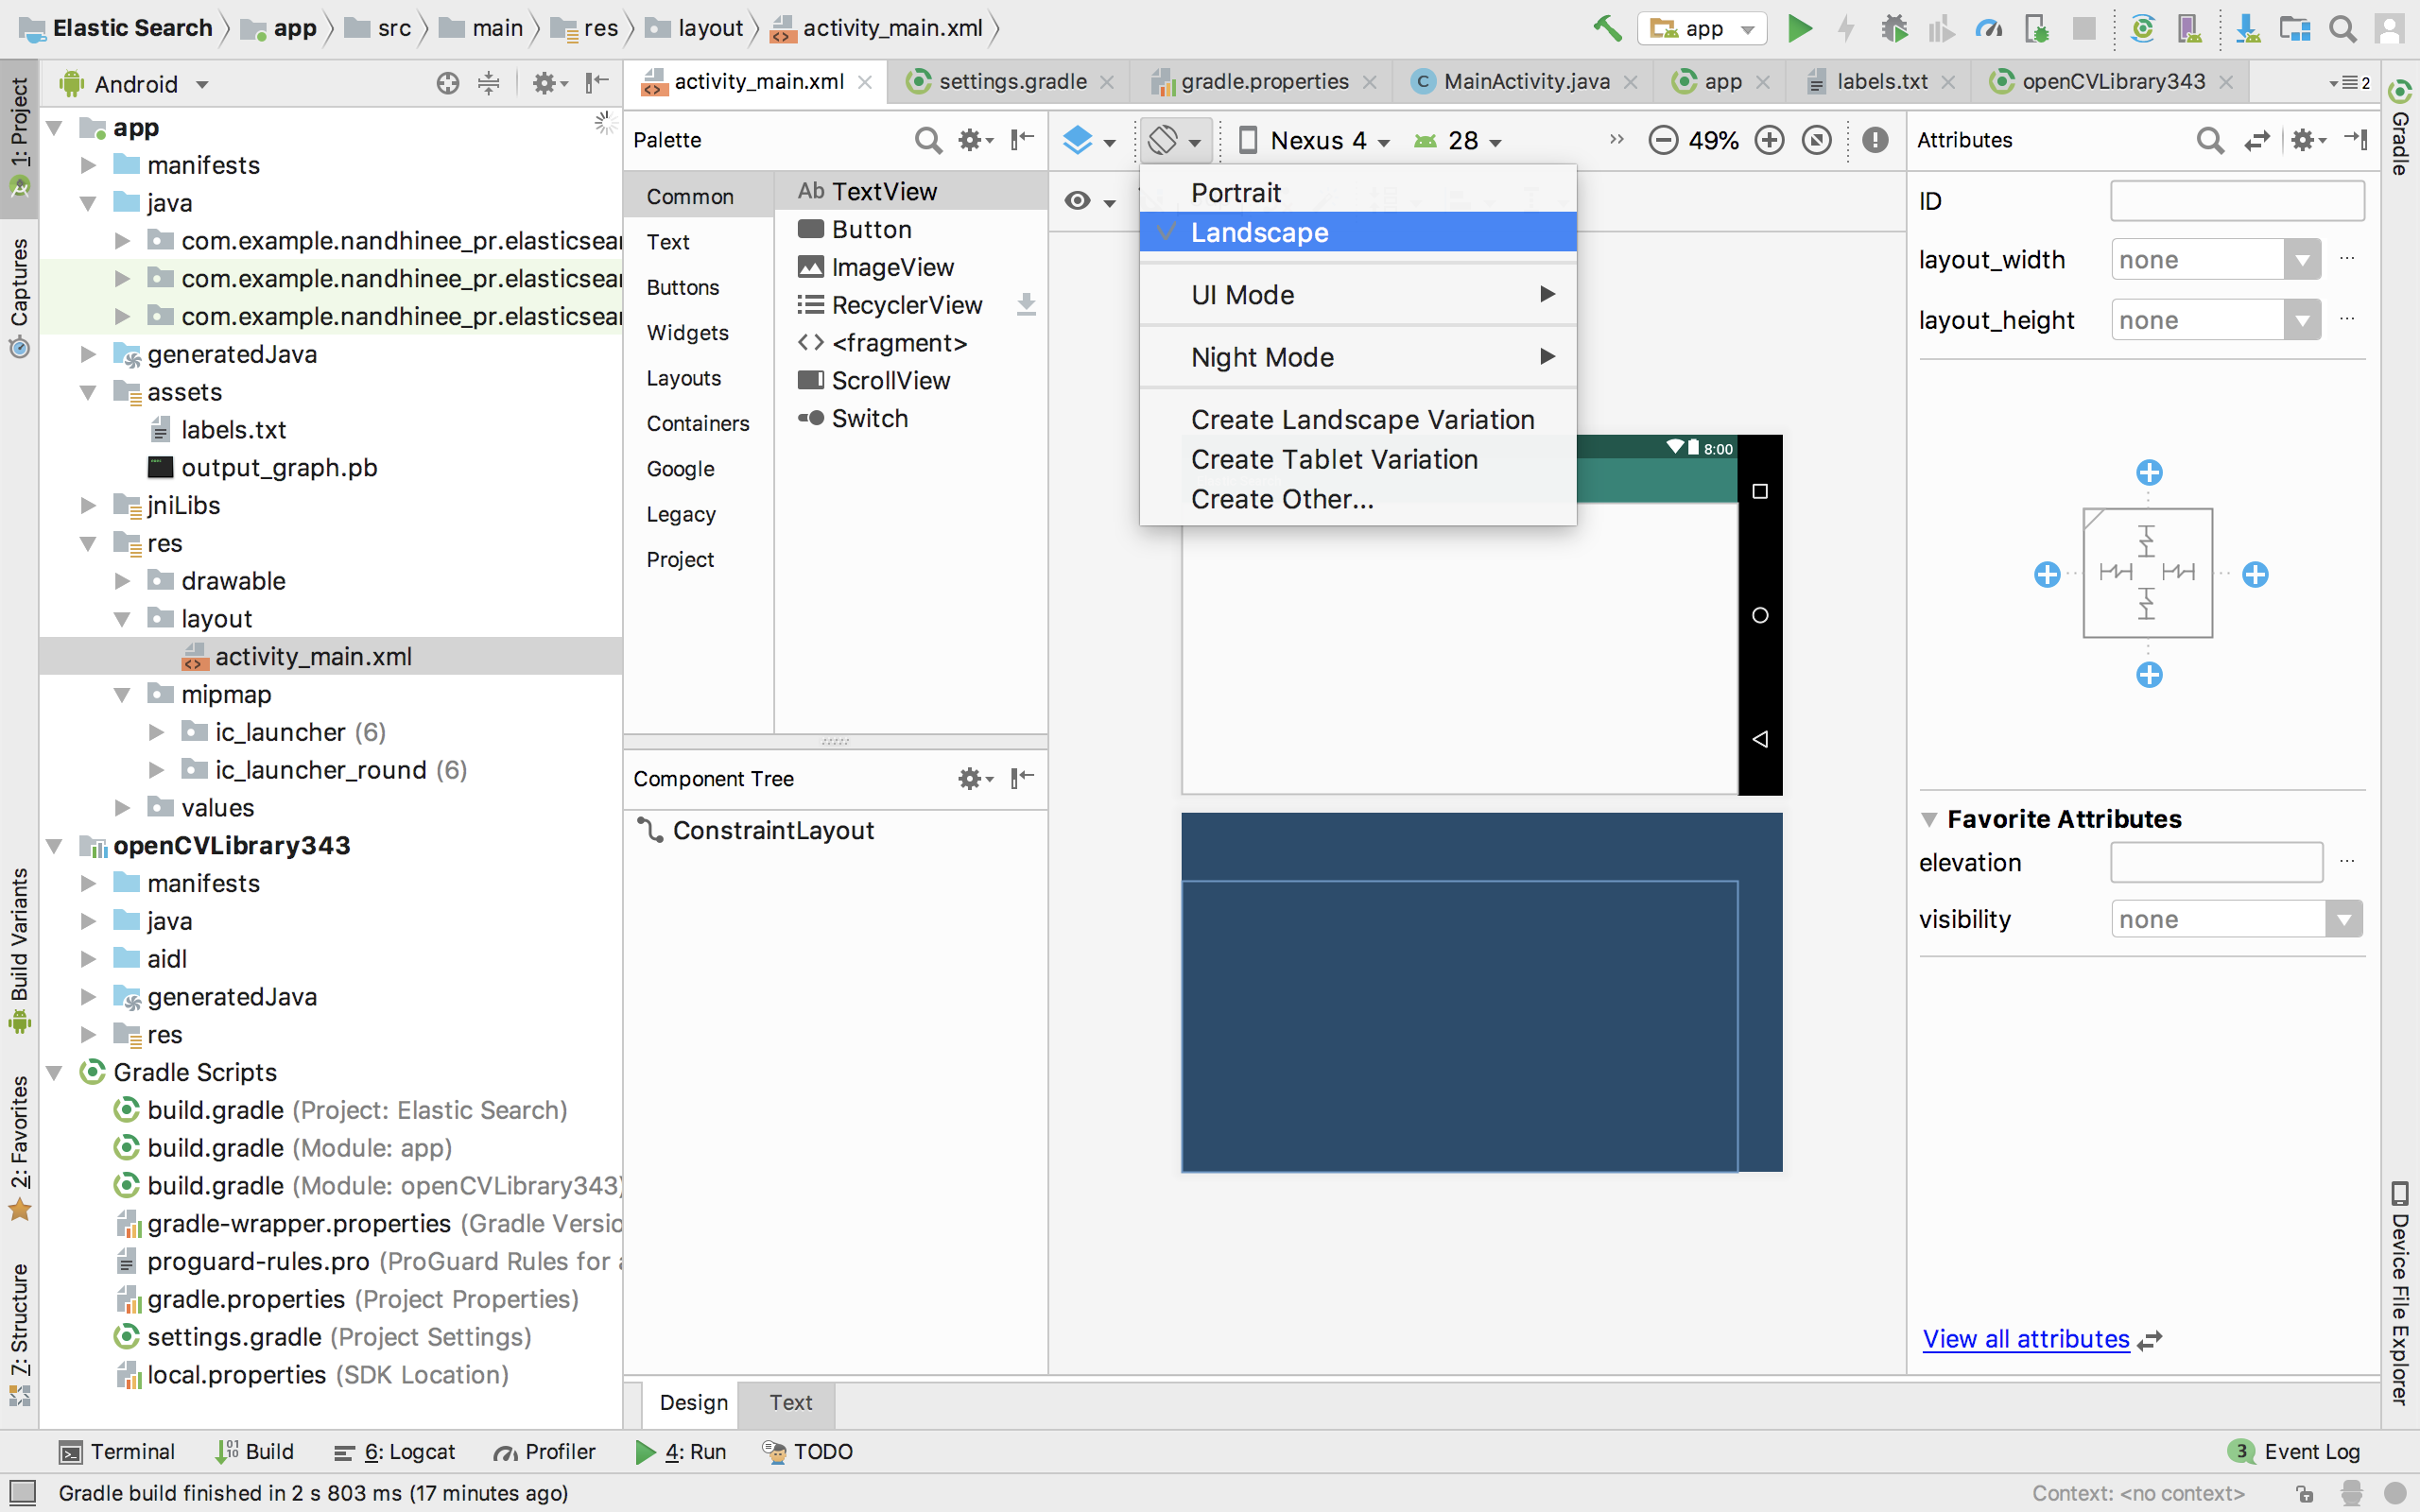 Elastic Search app src main res layout activity_main.xml
app
1: Project
Captures
Build Variants
2: Favorites
7: Structure
Android
app
manifests
java
com.example.nandhinee_pr.elasticsear
com.example.nandhinee_pr.elasticsear
com.example.nandhinee_pr.elasticsear
generatedJava
assets
labels.txt
output_graph.pb
jniLibs
res
drawable
layout
activity_main.xml
mipmap
ic_launcher (6)
ic_launcher_round (6)
values
openCVLibrary343
manifests
java
aidl
generatedJava
res
Gradle Scripts
build.gradle (Project: Elastic Search)
build.gradle (Module: app)
build.gradle (Module: openCVLibrary343)
gradle-wrapper.properties (Gradle Versio
proguard-rules.pro (ProGuard Rules for a
gradle.properties (Project Properties)
settings.gradle (Project Settings)
local.properties (SDK Location)
activity_main.xml settings.gradle gradle.properties MainActivity.java app labels.txt openCVLibrary343 2
Palette
Common
Text
Buttons
Widgets
Layouts
Containers
Google
Legacy
Project
Ab TextView
Button
ImageView
RecyclerView
<fragment>
ScrollView
Switch
Component Tree
ConstraintLayout
Nexus 4 28 49%
Portrait
Landscape
UI Mode
Night Mode
Create Landscape Variation
Create Tablet Variation
Create Other...
8:00
Attributes
ID
layout_width none
layout_height none
Favorite Attributes
elevation
visibility none
View all attributes
Gradle
Device File Explorer
Design Text
Terminal Build 6: Logcat Profiler 4: Run TODO
3 Event Log
Gradle build finished in 2 s 803 ms (17 minutes ago)
Context: <no context>